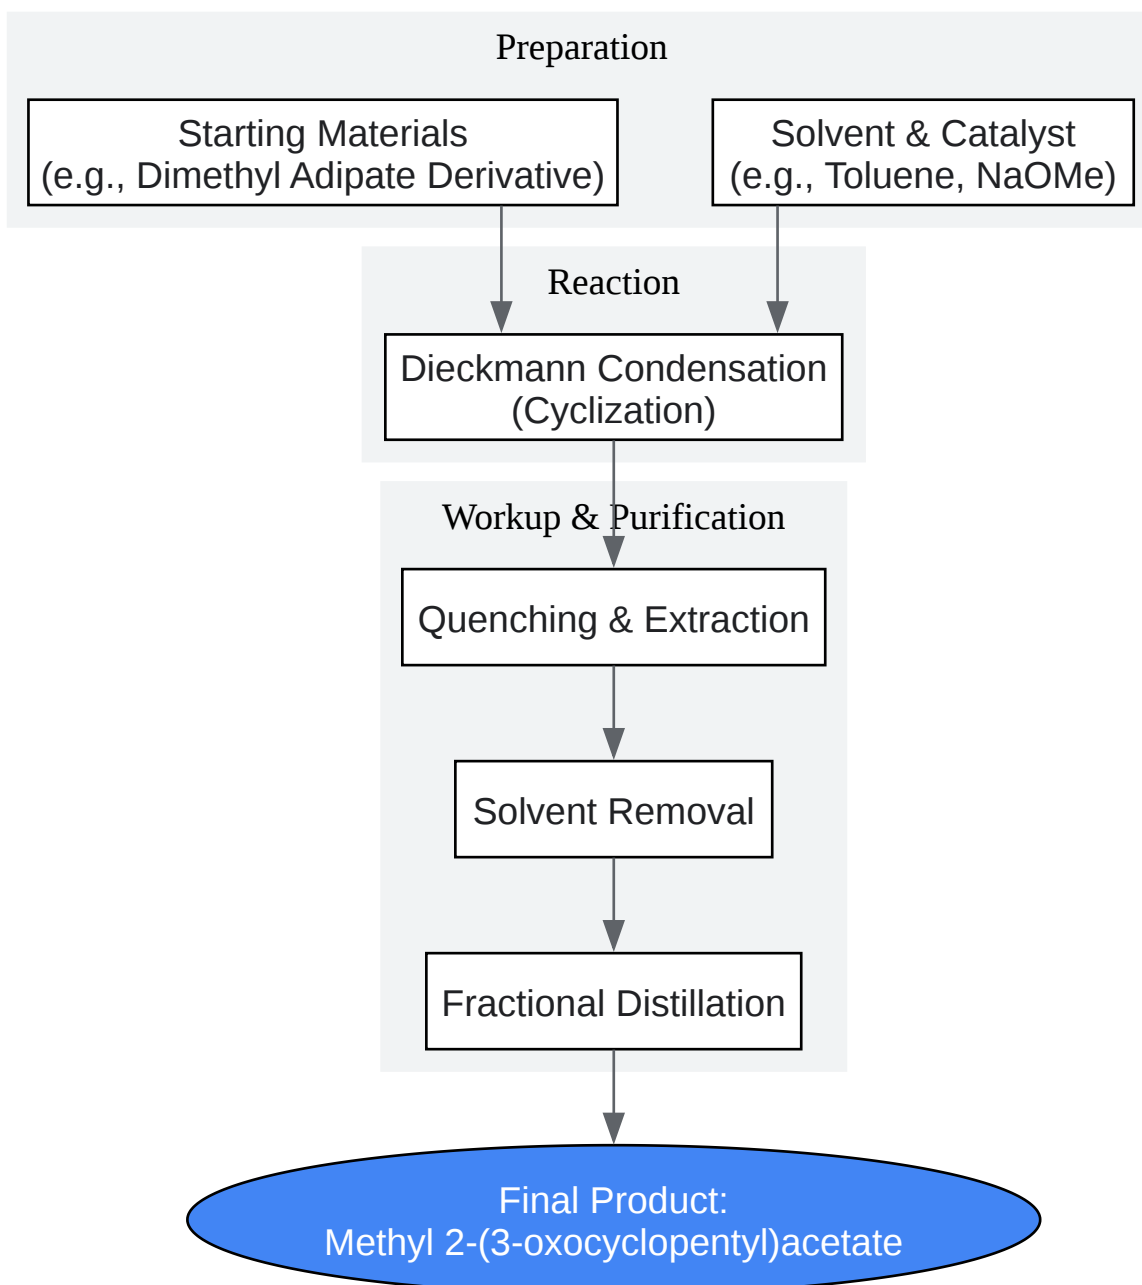 Preparation
Starting Materials
(e.g., Dimethyl Adipate Derivative)
Solvent & Catalyst
(e.g., Toluene, NaOMe)
Reaction
Dieckmann Condensation
(Cyclization)
Workup & Purification
Quenching & Extraction
Solvent Removal
Fractional Distillation
Final Product:
Methyl 2-(3-oxocyclopentyl)acetate